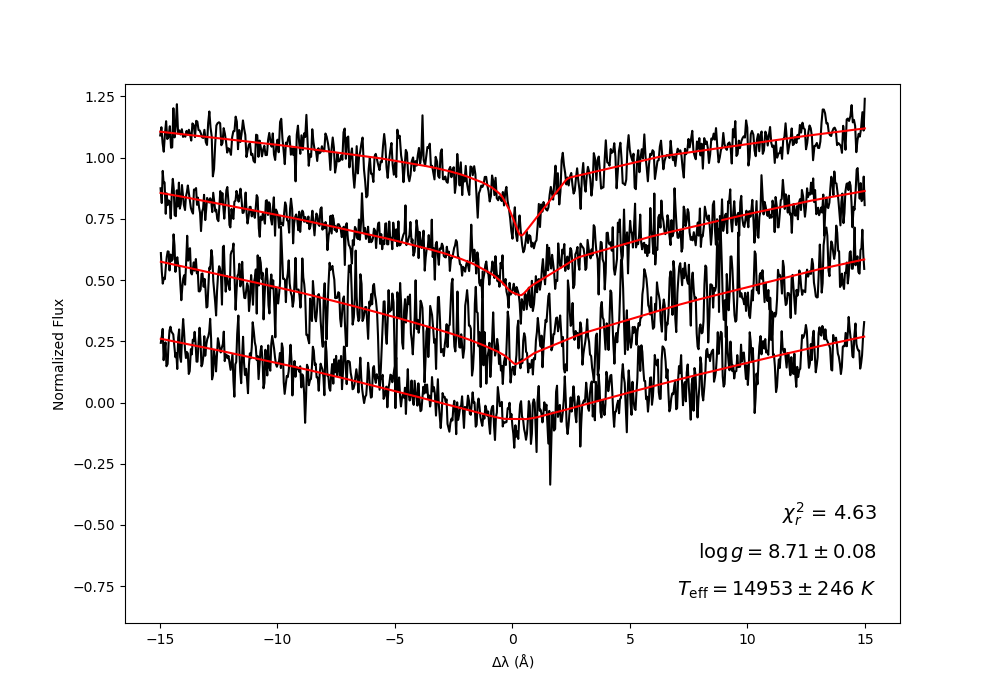 1.25
1.00
0.75
0.50
0.25
0.00
−0.25
−0.50
−0.75
Normalized Flux
χ²ᵣ = 4.63
log g = 8.71 ± 0.08
T_eff = 14953 ± 246 K
−15 −10 −5 0 5 10 15
Δλ (Å)